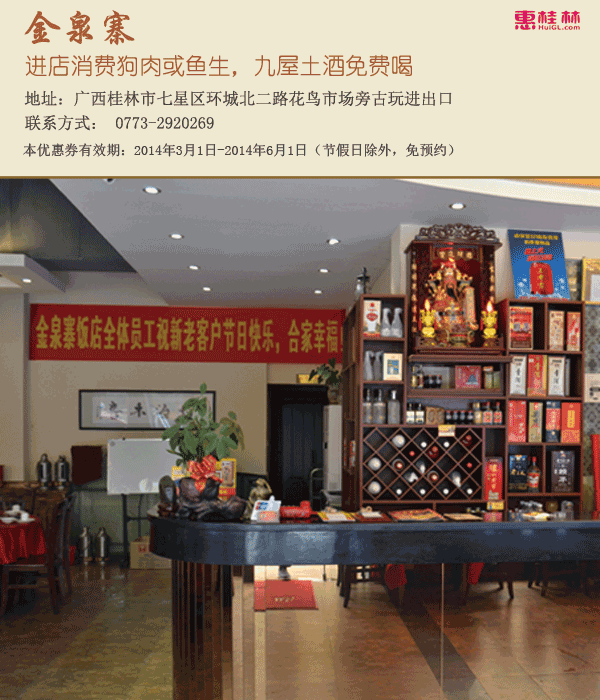 金泉寨
惠桂林
HuiGL.com
进店消费狗肉或鱼生，九屋土酒免费喝
地址：广西桂林市七星区环城北二路花鸟市场旁古玩进出口
联系方式： 0773-2920269
本优惠券有效期：2014年3月1日-2014年6月1日（节假日除外，免预约）
金泉寨饭店全体员工祝新老客户节日快乐，合家幸福！